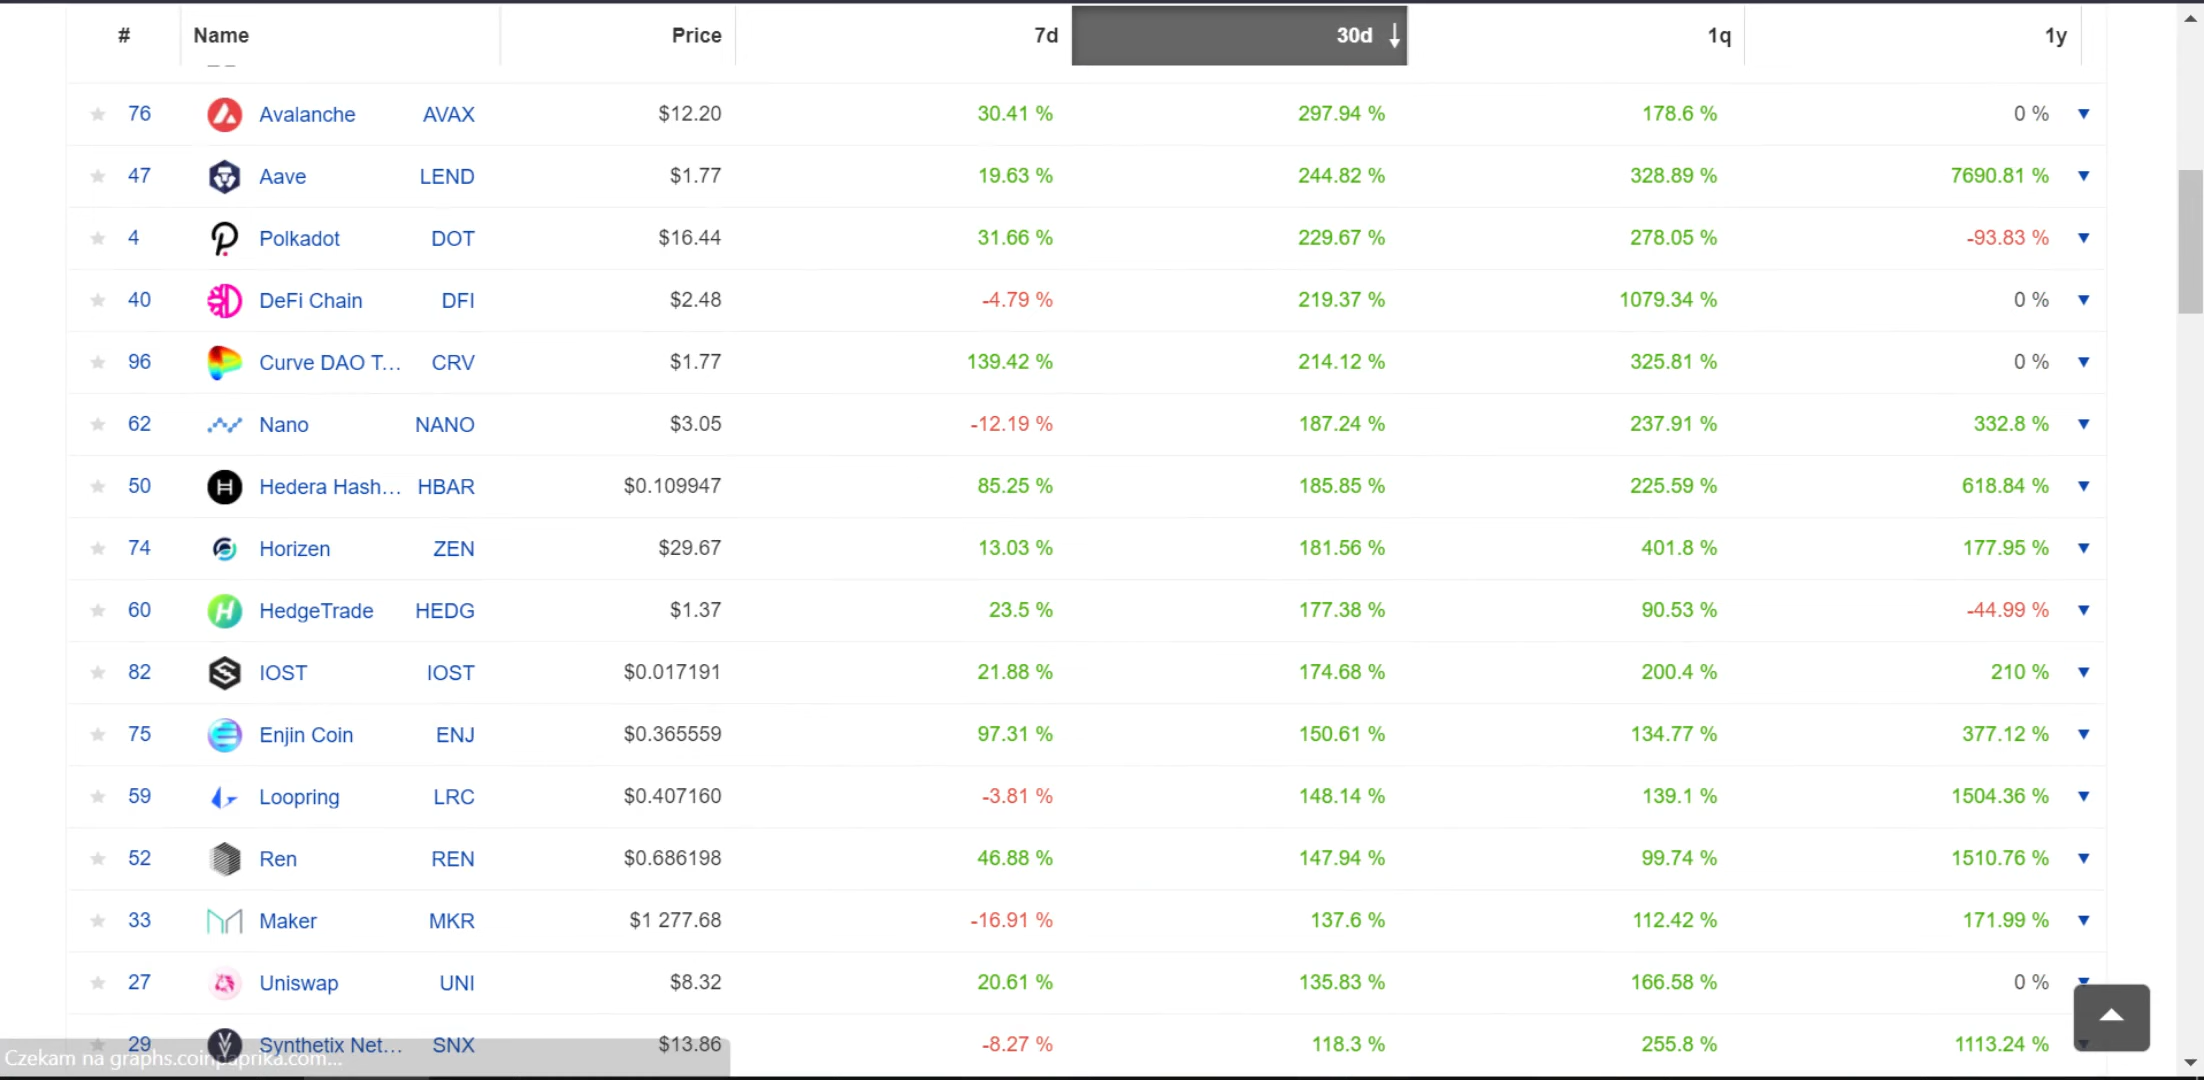 # Name Price 7d 30d ↓ 1q 1y
76 Avalanche AVAX $12.20 30.41 % 297.94 % 178.6 % 0 %
47 Aave LEND $1.77 19.63 % 244.82 % 328.89 % 7690.81 %
4 Polkadot DOT $16.44 31.66 % 229.67 % 278.05 % -93.83 %
40 DeFi Chain DFI $2.48 -4.79 % 219.37 % 1079.34 % 0 %
96 Curve DAO T... CRV $1.77 139.42 % 214.12 % 325.81 % 0 %
62 Nano NANO $3.05 -12.19 % 187.24 % 237.91 % 332.8 %
50 Hedera Hash... HBAR $0.109947 85.25 % 185.85 % 225.59 % 618.84 %
74 Horizen ZEN $29.67 13.03 % 181.56 % 401.8 % 177.95 %
60 HedgeTrade HEDG $1.37 23.5 % 177.38 % 90.53 % -44.99 %
82 IOST IOST $0.017191 21.88 % 174.68 % 200.4 % 210 %
75 Enjin Coin ENJ $0.365559 97.31 % 150.61 % 134.77 % 377.12 %
59 Loopring LRC $0.407160 -3.81 % 148.14 % 139.1 % 1504.36 %
52 Ren REN $0.686198 46.88 % 147.94 % 99.74 % 1510.76 %
33 Maker MKR $1 277.68 -16.91 % 137.6 % 112.42 % 171.99 %
27 Uniswap UNI $8.32 20.61 % 135.83 % 166.58 % 0 %
29 Synthetix Net... SNX $13.86 -8.27 % 118.3 % 255.8 % 1113.24 %
Czekam na graphs.coinpaprika.com...